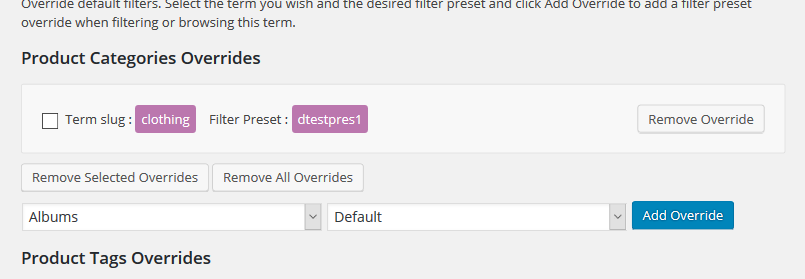 Override default filters. Select the term you wish and the desired filter preset and click Add Override to add a filter preset
override when filtering or browsing this term.
Product Categories Overrides
Term slug : clothing Filter Preset : dtestpres1 Remove Override
Remove Selected Overrides Remove All Overrides
Albums Default Add Override
Product Tags Overrides